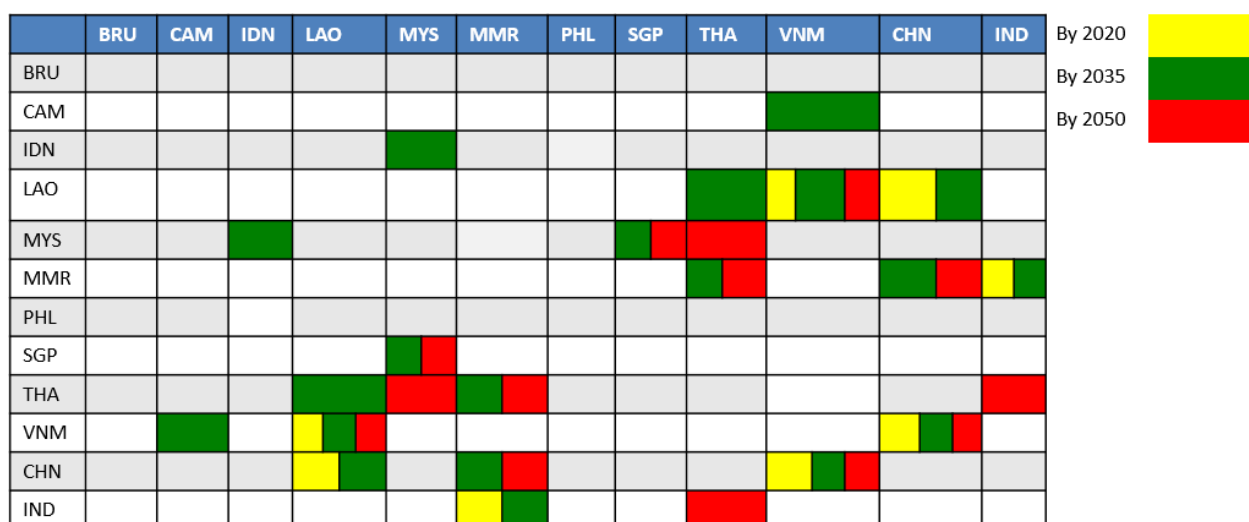 BRU CAM IDN LAO MYS MMR PHL SGP THA VNM CHN IND
By 2020
BRU
By 2035
CAM
By 2050
IDN
LAO
MYS
MMR
PHL
SGP
THA
VNM
CHN
IND